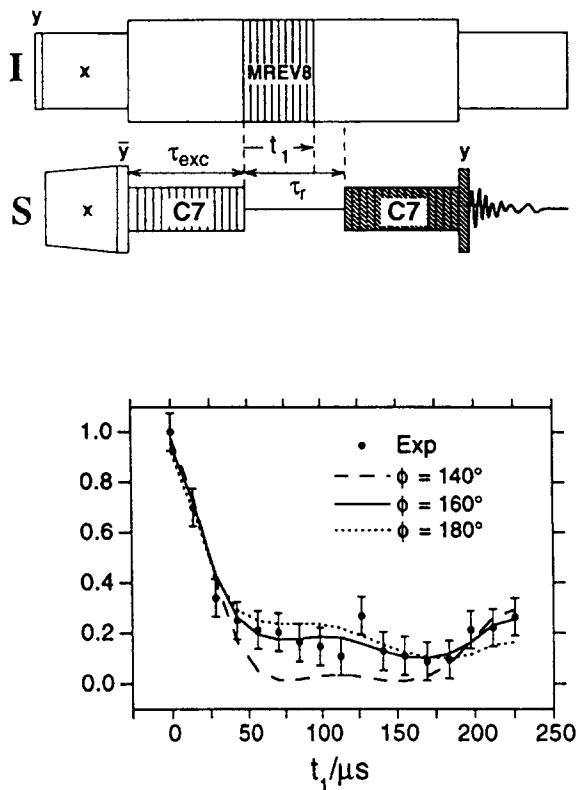 y
I
x
MREV8
ȳ
τexc
t1
y
τr
S
x
C7
C7
1.0
0.8
0.6
0.4
0.2
0.0
• Exp
ϕ = 140°
ϕ = 160°
ϕ = 180°
0 50 100 150 200 250
t1/μs